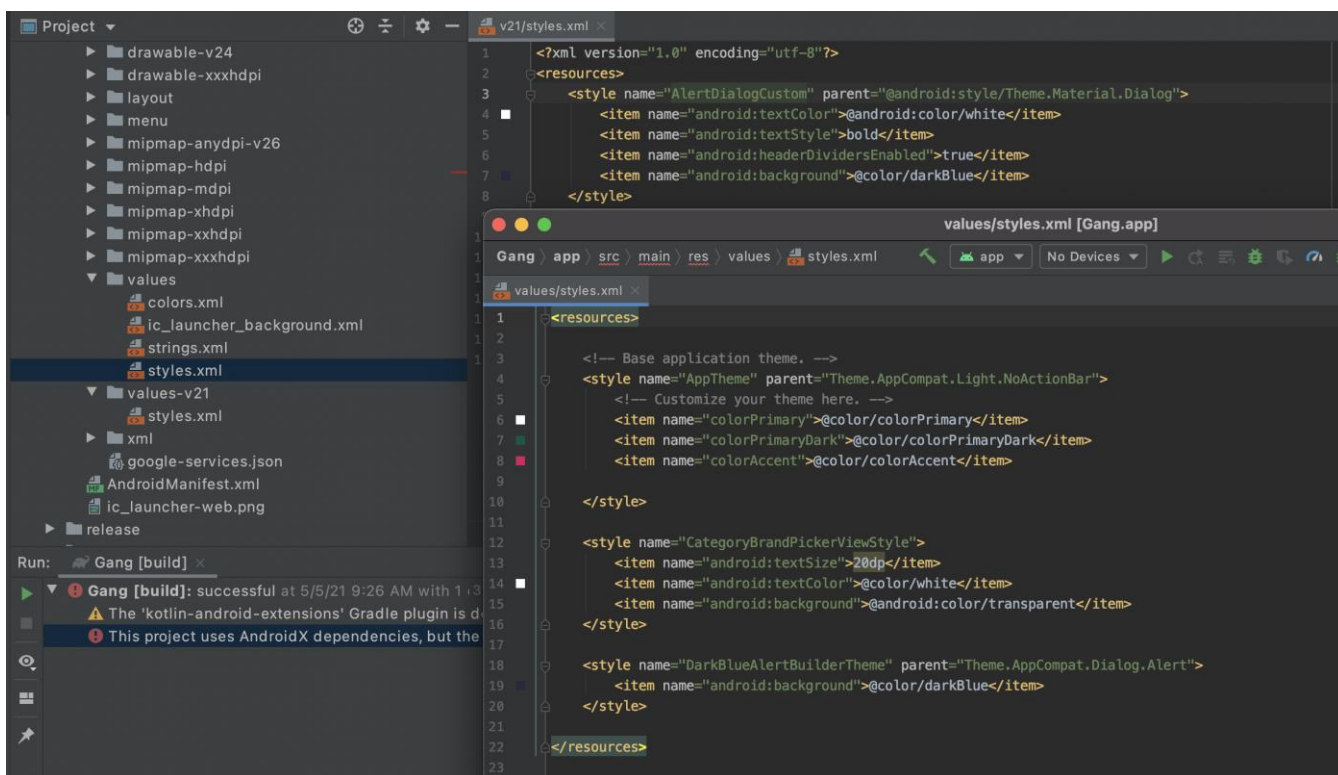 Project
v21/styles.xml
drawable-v24
drawable-xxxhdpi
layout
menu
mipmap-anydpi-v26
mipmap-hdpi
mipmap-mdpi
mipmap-xhdpi
mipmap-xxhdpi
mipmap-xxxhdpi
values
colors.xml
ic_launcher_background.xml
strings.xml
styles.xml
values-v21
styles.xml
xml
google-services.json
AndroidManifest.xml
ic_launcher-web.png
release
1 <?xml version="1.0" encoding="utf-8"?>
2 <resources>
3 <style name="AlertDialogCustom" parent="@android:style/Theme.Material.Dialog">
4 <item name="android:textColor">@android:color/white</item>
5 <item name="android:textStyle">bold</item>
6 <item name="android:headerDividersEnabled">true</item>
7 <item name="android:background">@color/darkBlue</item>
8 </style>
values/styles.xml [Gang.app]
Gang app src main res values styles.xml app No Devices
values/styles.xml
1 <resources>
2
3 <!-- Base application theme. -->
4 <style name="AppTheme" parent="Theme.AppCompat.Light.NoActionBar">
5 <!-- Customize your theme here. -->
6 <item name="colorPrimary">@color/colorPrimary</item>
7 <item name="colorPrimaryDark">@color/colorPrimaryDark</item>
8 <item name="colorAccent">@color/colorAccent</item>
9
10 </style>
11
12 <style name="CategoryBrandPickerViewStyle">
13 <item name="android:textSize">20dp</item>
14 <item name="android:textColor">@color/white</item>
15 <item name="android:background">@android:color/transparent</item>
16 </style>
17
18 <style name="DarkBlueAlertBuilderTheme" parent="Theme.AppCompat.Dialog.Alert">
19 <item name="android:background">@color/darkBlue</item>
20 </style>
21
22 </resources>
23
Run: Gang [build]
Gang [build]: successful at 5/5/21 9:26 AM with 1
The 'kotlin-android-extensions' Gradle plugin is
This project uses AndroidX dependencies, but the